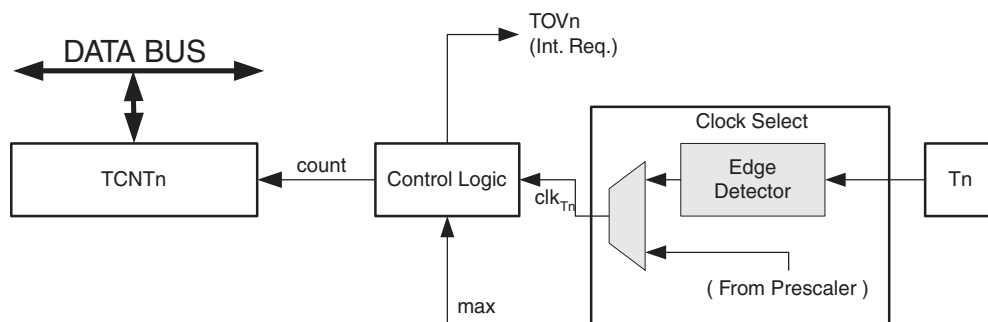 TOVn
(Int. Req.)
DATA BUS
Clock Select
TCNTn
count
Control Logic
clkTn
Edge
Detector
Tn
( From Prescaler )
max